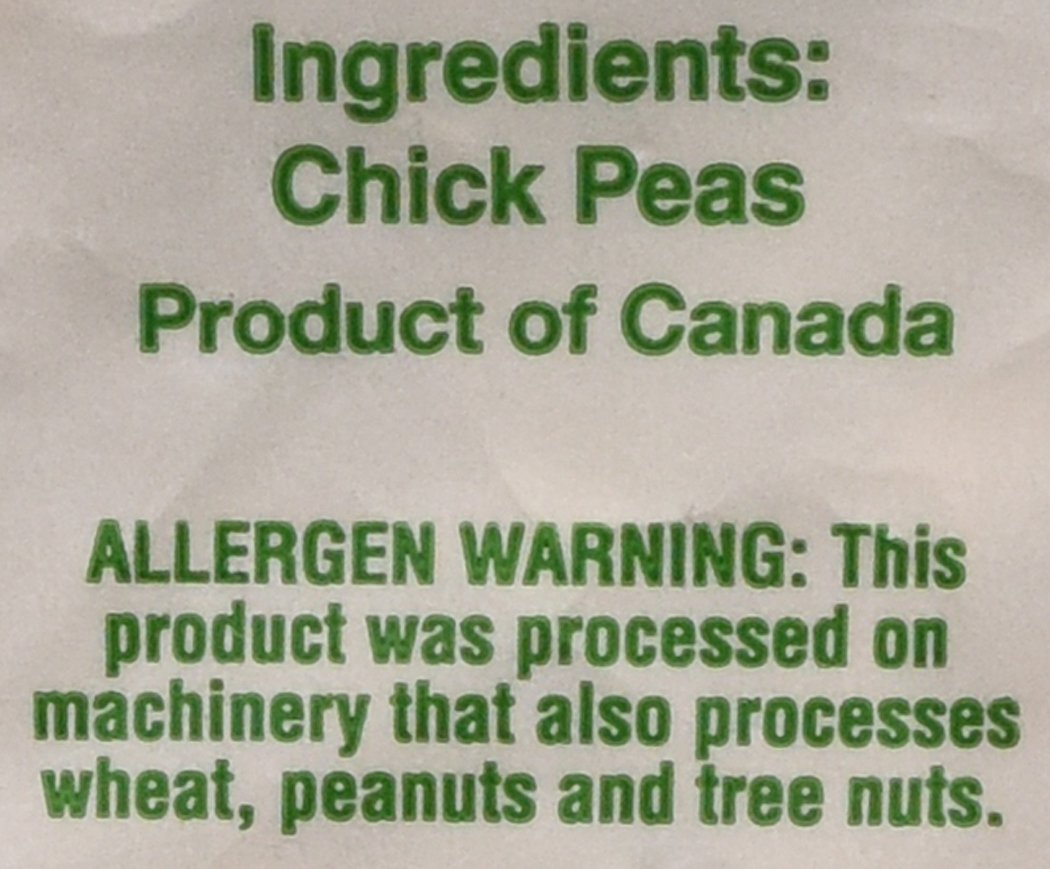 Ingredients:
Chick Peas
Product of Canada
ALLERGEN WARNING: This
product was processed on
machinery that also processes
wheat, peanuts and tree nuts.